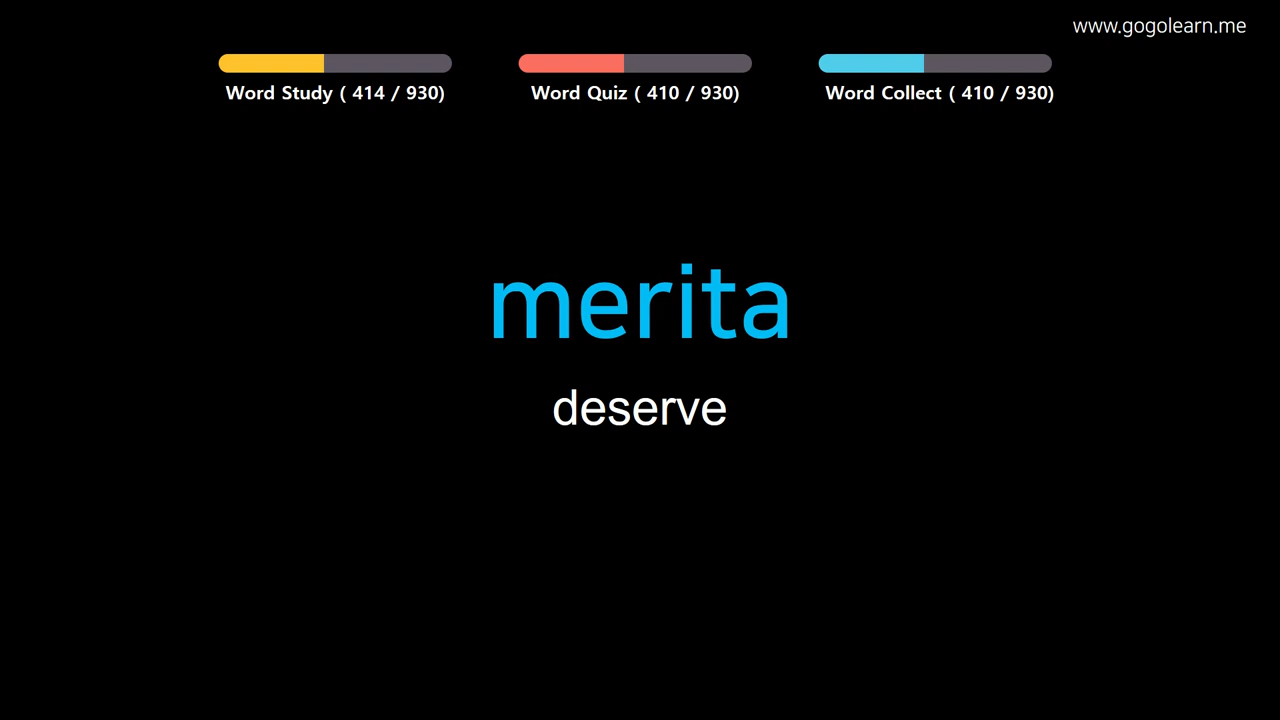 www.gogolearn.me
Word Study ( 414 / 930)
Word Quiz ( 410 / 930)
Word Collect ( 410 / 930)
merita
deserve